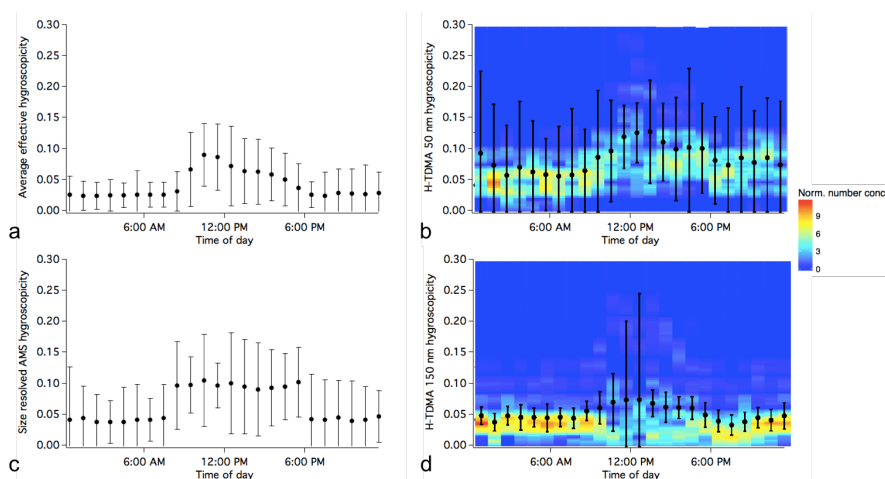 0.30
0.25
0.20
0.15
0.10
0.05
0.00
Average effective hygroscopicity
6:00 AM
12:00 PM
6:00 PM
Time of day
a
0.30
0.25
0.20
0.15
0.10
0.05
0.00
H-TDMA 50 nm hygroscopicity
6:00 AM
12:00 PM
6:00 PM
Time of day
b
Norm. number conc
9
6
3
0
0.30
0.25
0.20
0.15
0.10
0.05
0.00
Size resolved AMS hygroscopicity
6:00 AM
12:00 PM
6:00 PM
Time of day
c
0.30
0.25
0.20
0.15
0.10
0.05
0.00
H-TDMA 150 nm hygroscopicity
6:00 AM
12:00 PM
6:00 PM
Time of day
d